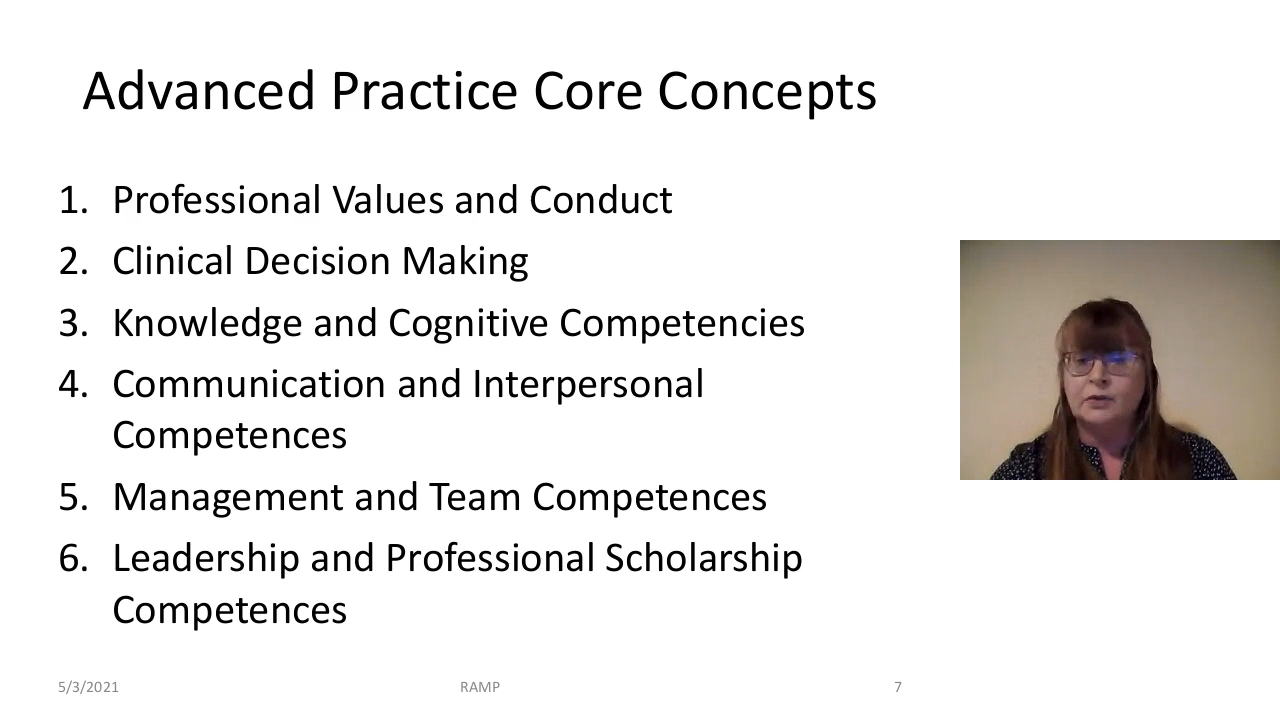 Advanced Practice Core Concepts
1. Professional Values and Conduct
2. Clinical Decision Making
3. Knowledge and Cognitive Competencies
4. Communication and Interpersonal
Competences
5. Management and Team Competences
6. Leadership and Professional Scholarship
Competences
5/3/2021 RAMP 7